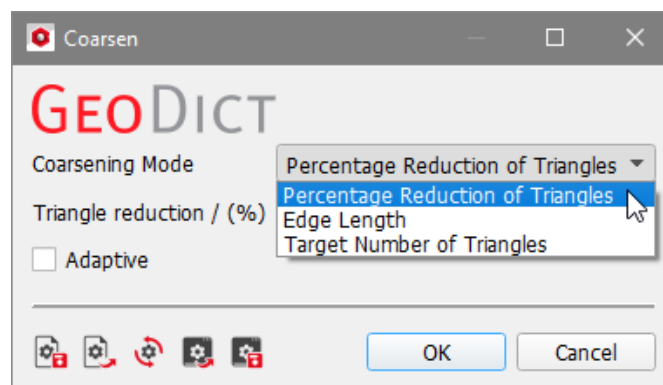 Coarsen
GEODICT
Coarsening Mode
Percentage Reduction of Triangles
Percentage Reduction of Triangles
Triangle reduction / (%)
Edge Length
Target Number of Triangles
Adaptive
OK
Cancel